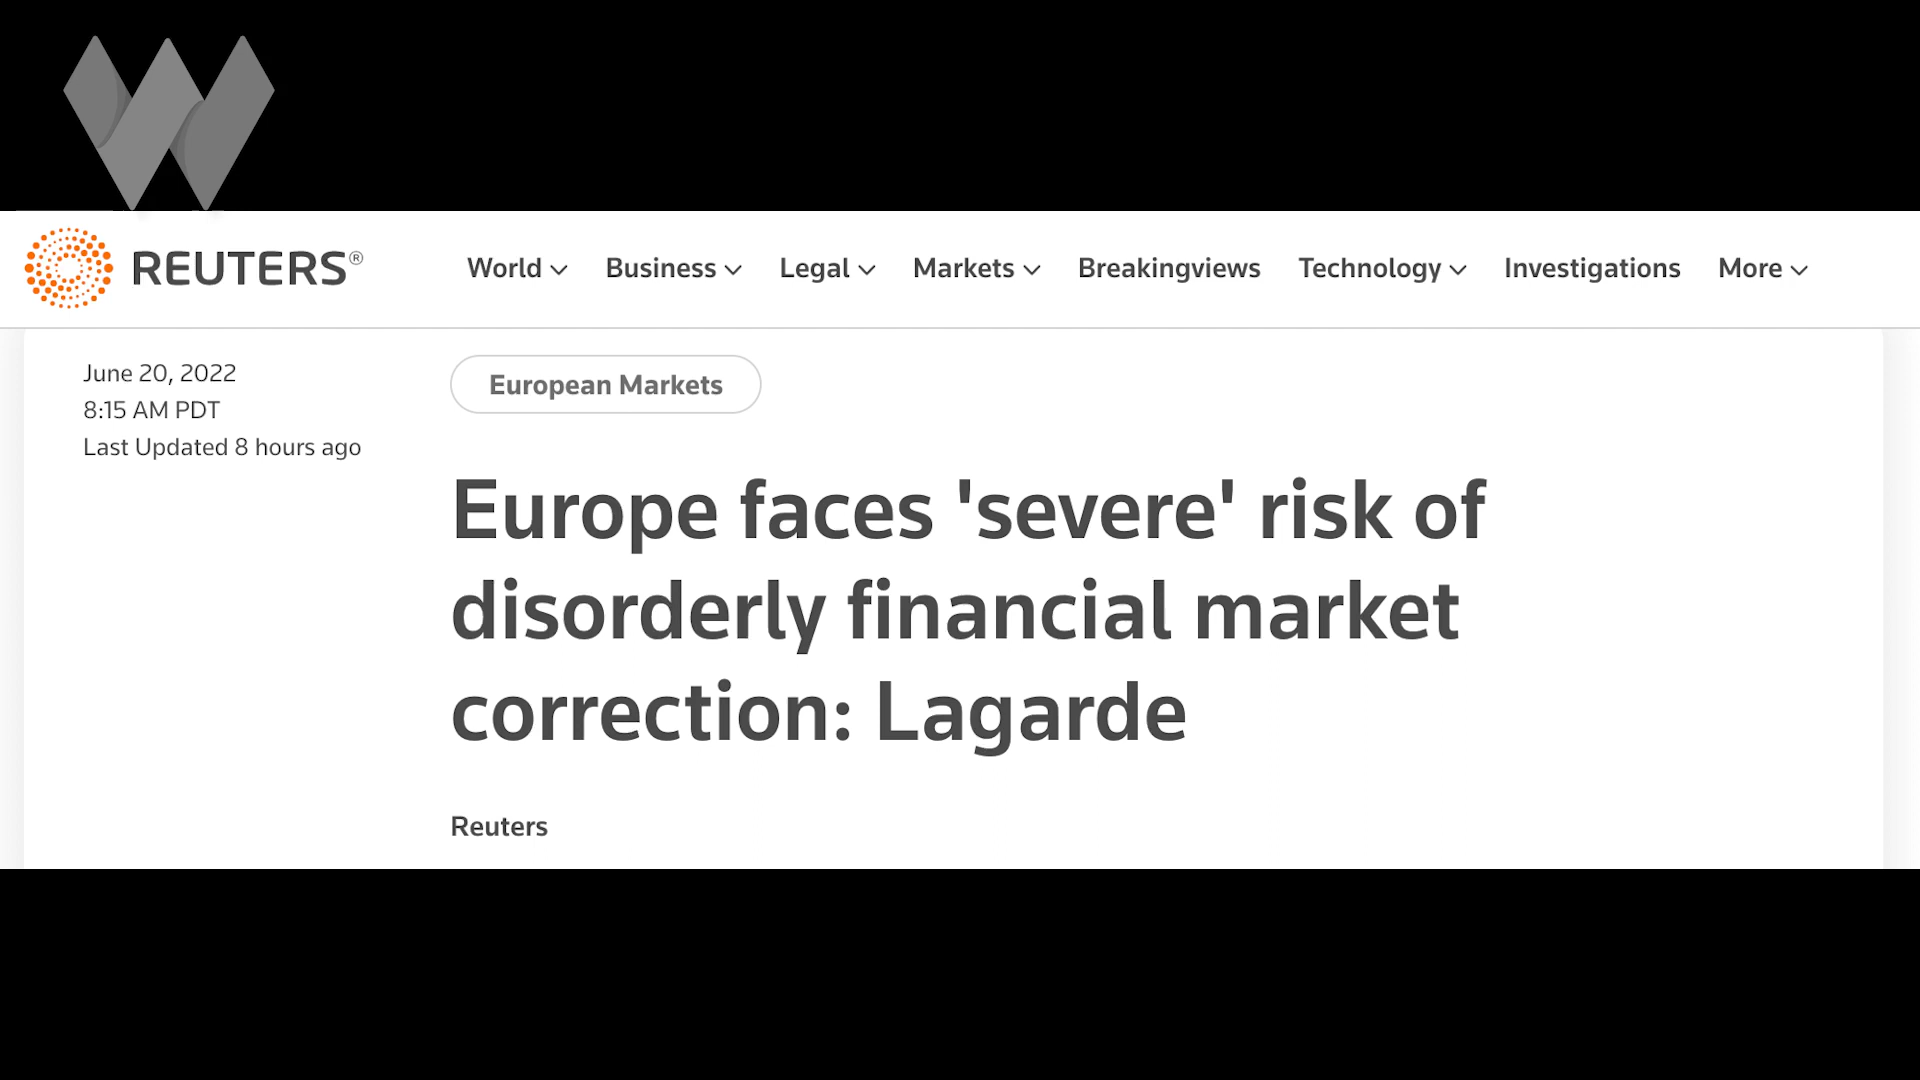 REUTERS®
World Business Legal Markets Breakingviews Technology Investigations More
June 20, 2022
8:15 AM PDT
Last Updated 8 hours ago
European Markets
Europe faces 'severe' risk of
disorderly financial market
correction: Lagarde
Reuters